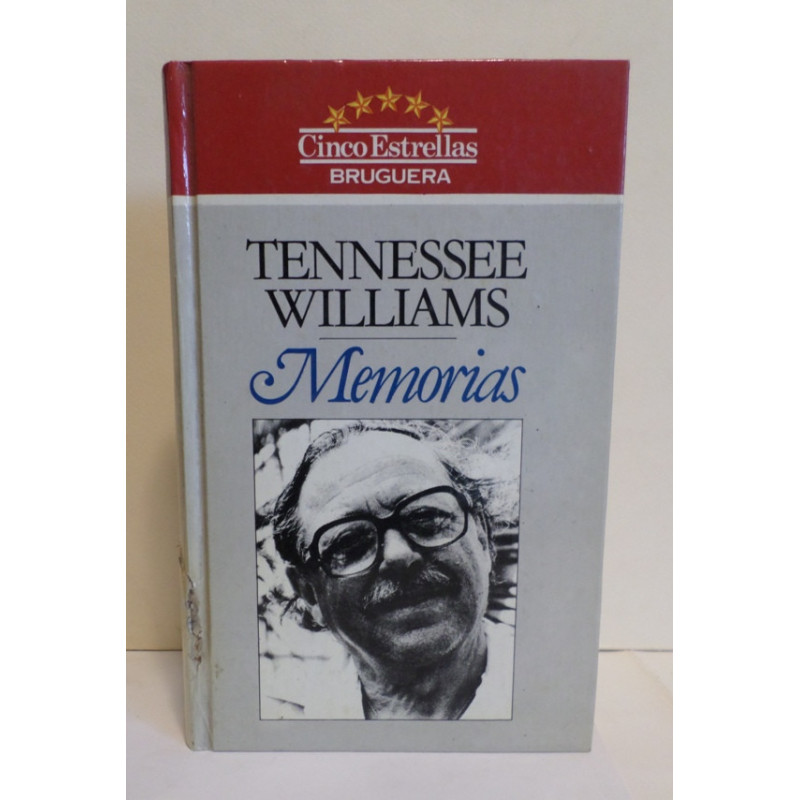 Cinco Estrellas
BRUGUERA
TENNESSEE
WILLIAMS
Memorias